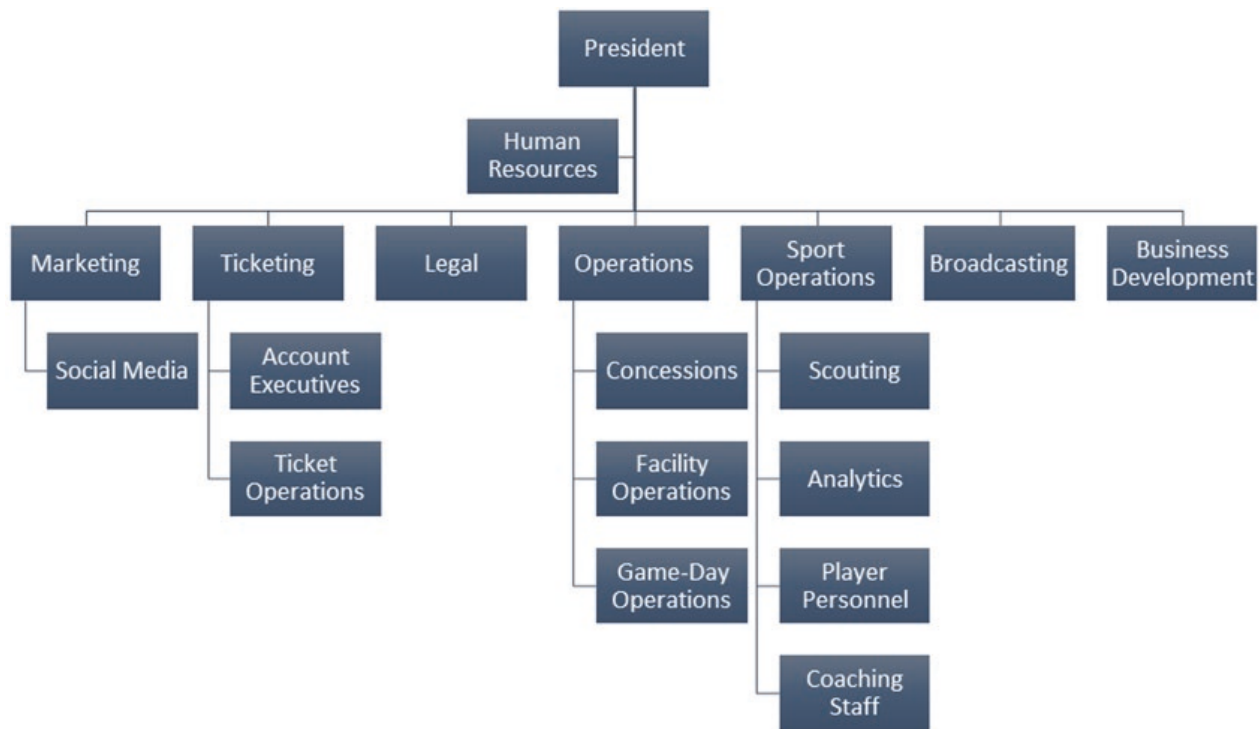 President
Human
Resources
Marketing
Ticketing
Legal
Operations
Sport
Operations
Broadcasting
Business
Development
Social Media
Account
Executives
Ticket
Operations
Concessions
Facility
Operations
Game-Day
Operations
Scouting
Analytics
Player
Personnel
Coaching
Staff